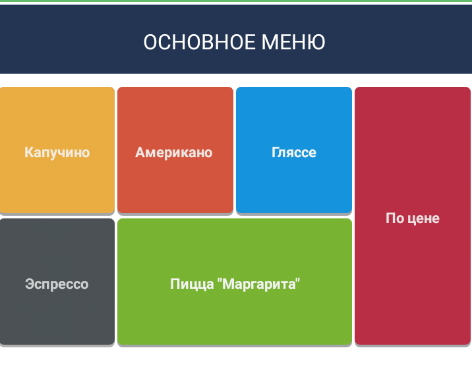 ОСНОВНОЕ МЕНЮ
Капучино
Американо
Гляссе
По цене
Эспрессо
Пицца "Маргарита"